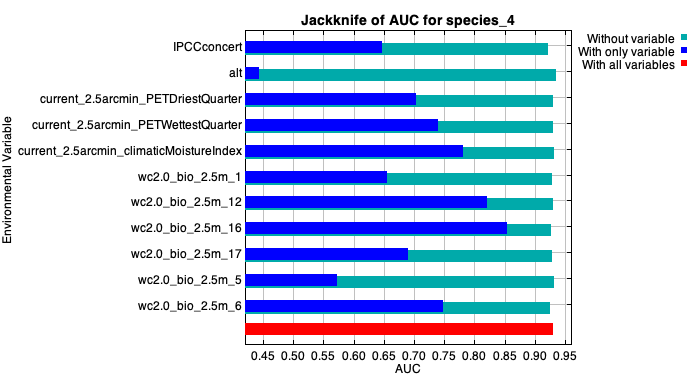 Jackknife of AUC for species_4
Without variable
With only variable
With all variables
Environmental Variable
IPCCconcert
alt
current_2.5arcmin_PETDriestQuarter
current_2.5arcmin_PETWettestQuarter
current_2.5arcmin_climaticMoistureIndex
wc2.0_bio_2.5m_1
wc2.0_bio_2.5m_12
wc2.0_bio_2.5m_16
wc2.0_bio_2.5m_17
wc2.0_bio_2.5m_5
wc2.0_bio_2.5m_6
0.45 0.50 0.55 0.60 0.65 0.70 0.75 0.80 0.85 0.90 0.95
AUC